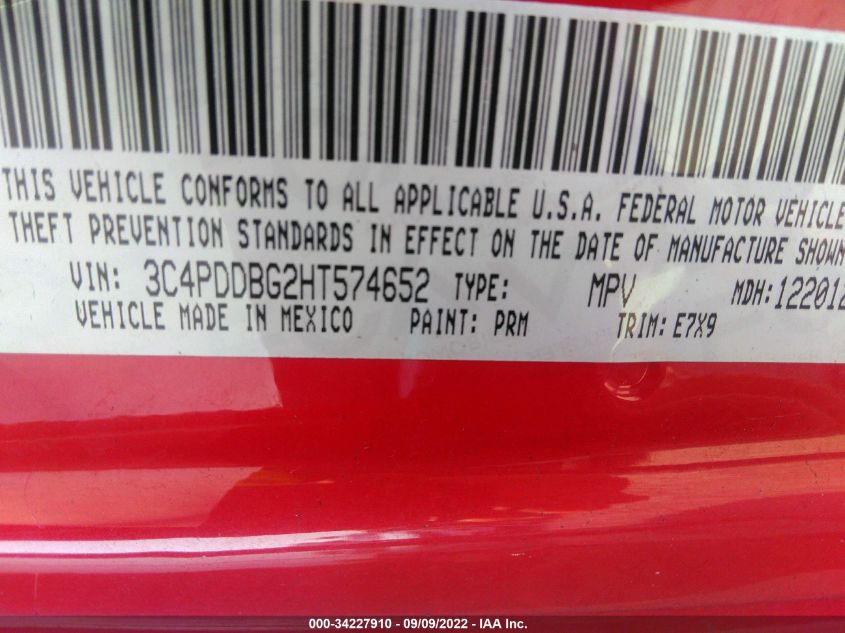 THIS VEHICLE CONFORMS TO ALL APPLICABLE U.S.A. FEDERAL MOTOR VEHICLE
THEFT PREVENTION STANDARDS IN EFFECT ON THE DATE OF MANUFACTURE SHOWN
VIN: 3C4PDDBG2HT574652 TYPE: MPV MDH:122012
VEHICLE MADE IN MEXICO PAINT: PRM TRIM: E7X9
000-34227910 - 09/09/2022 - IAA Inc.